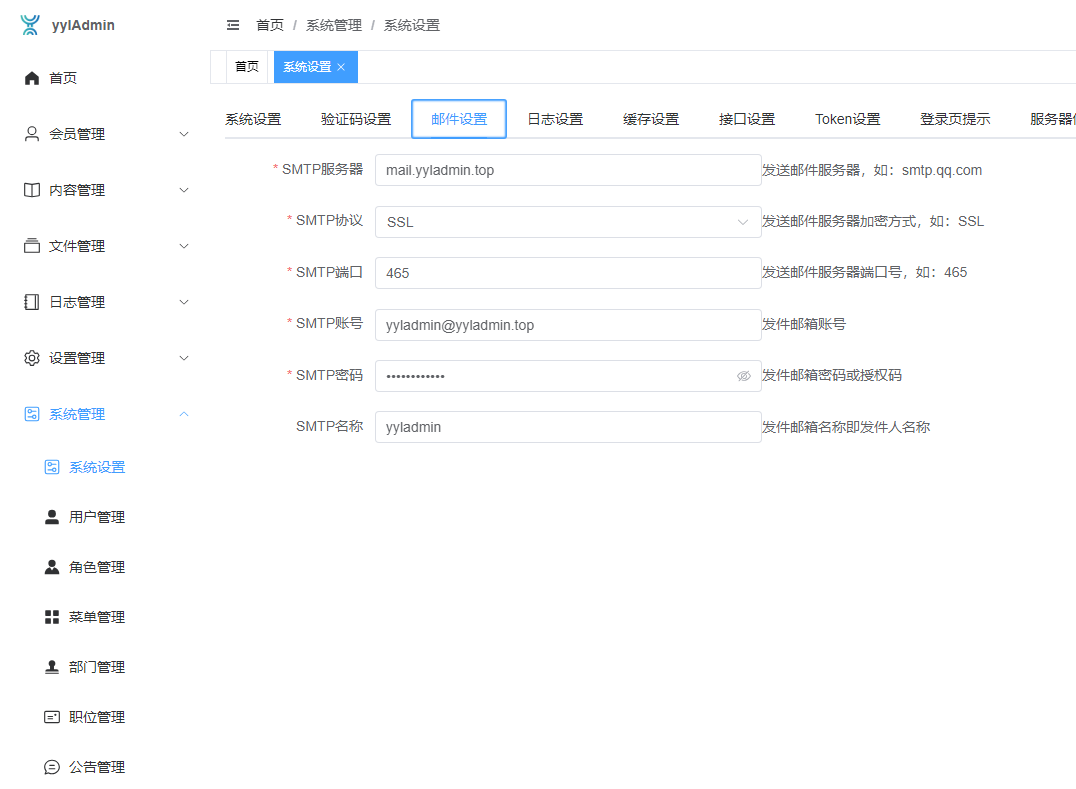 yylAdmin
首页 / 系统管理 / 系统设置
首页 系统设置
首页
会员管理
内容管理
文件管理
日志管理
设置管理
系统管理
系统设置
用户管理
角色管理
菜单管理
部门管理
职位管理
公告管理
系统设置 验证码设置 邮件设置 日志设置 缓存设置 接口设置 Token设置 登录页提示 服务器
* SMTP服务器 mail.yyladmin.top 发送邮件服务器，如：smtp.qq.com
* SMTP协议 SSL 发送邮件服务器加密方式，如：SSL
* SMTP端口 465 发送邮件服务器端口号，如：465
* SMTP账号 yyladmin@yyladmin.top 发件邮箱账号
* SMTP密码 •••••••••••• 发件邮箱密码或授权码
SMTP名称 yyladmin 发件邮箱名称即发件人名称